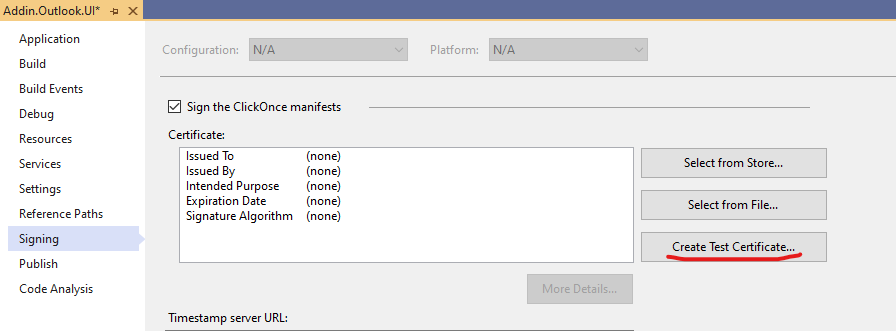 Addin.Outlook.UI*
Application
Build
Build Events
Debug
Resources
Services
Settings
Reference Paths
Signing
Publish
Code Analysis
Configuration: N/A Platform: N/A
Sign the ClickOnce manifests
Certificate:
Issued To (none)
Issued By (none)
Intended Purpose (none)
Expiration Date (none)
Signature Algorithm (none)
Select from Store...
Select from File...
Create Test Certificate...
More Details...
Timestamp server URL: